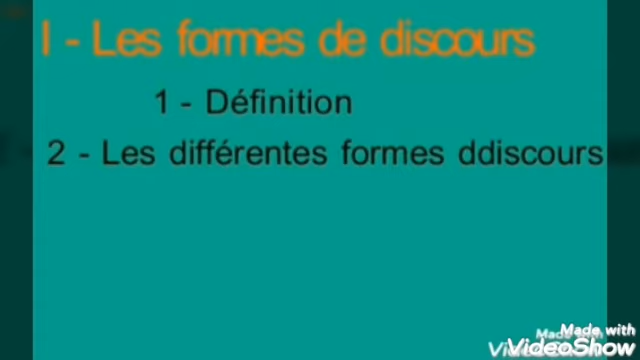 I - Les formes de discours
1 - Définition
2 - Les différentes formes ddiscours
Made with
VideoShow